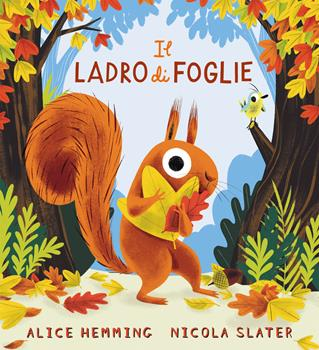 Il
LADRO di FOGLIE
ALICE HEMMING NICOLA SLATER